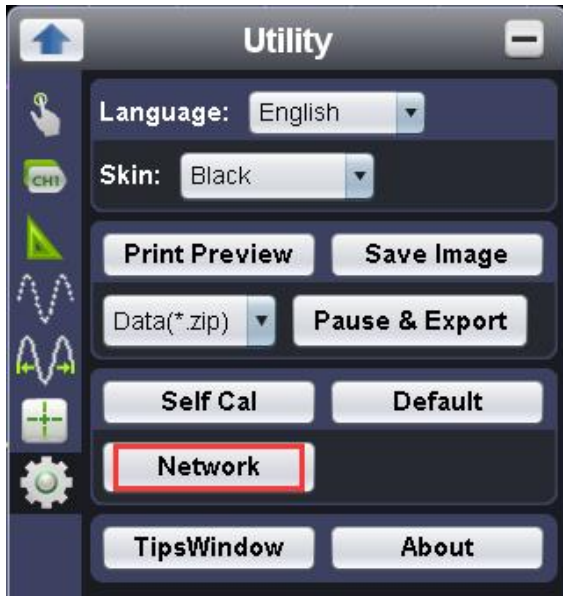 Utility
Language: English
CH1
Skin: Black
Print Preview Save Image
Data(*.zip) Pause & Export
Self Cal Default
Network
TipsWindow About